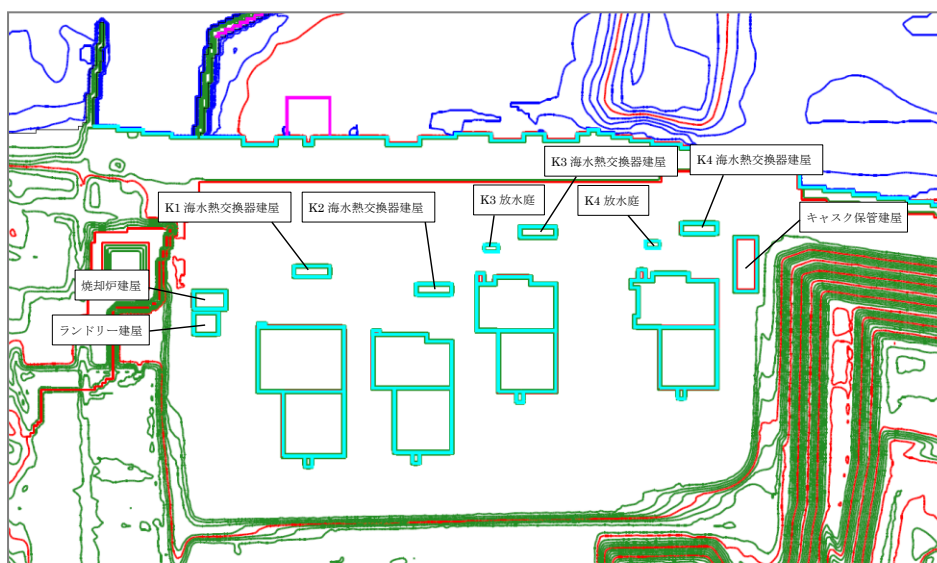 K3 海水熱交換器建屋
K4 海水熱交換器建屋
K1 海水熱交換器建屋
K2 海水熱交換器建屋
K3 放水庭
K4 放水庭
キャスク保管建屋
焼却炉建屋
ランドリー建屋